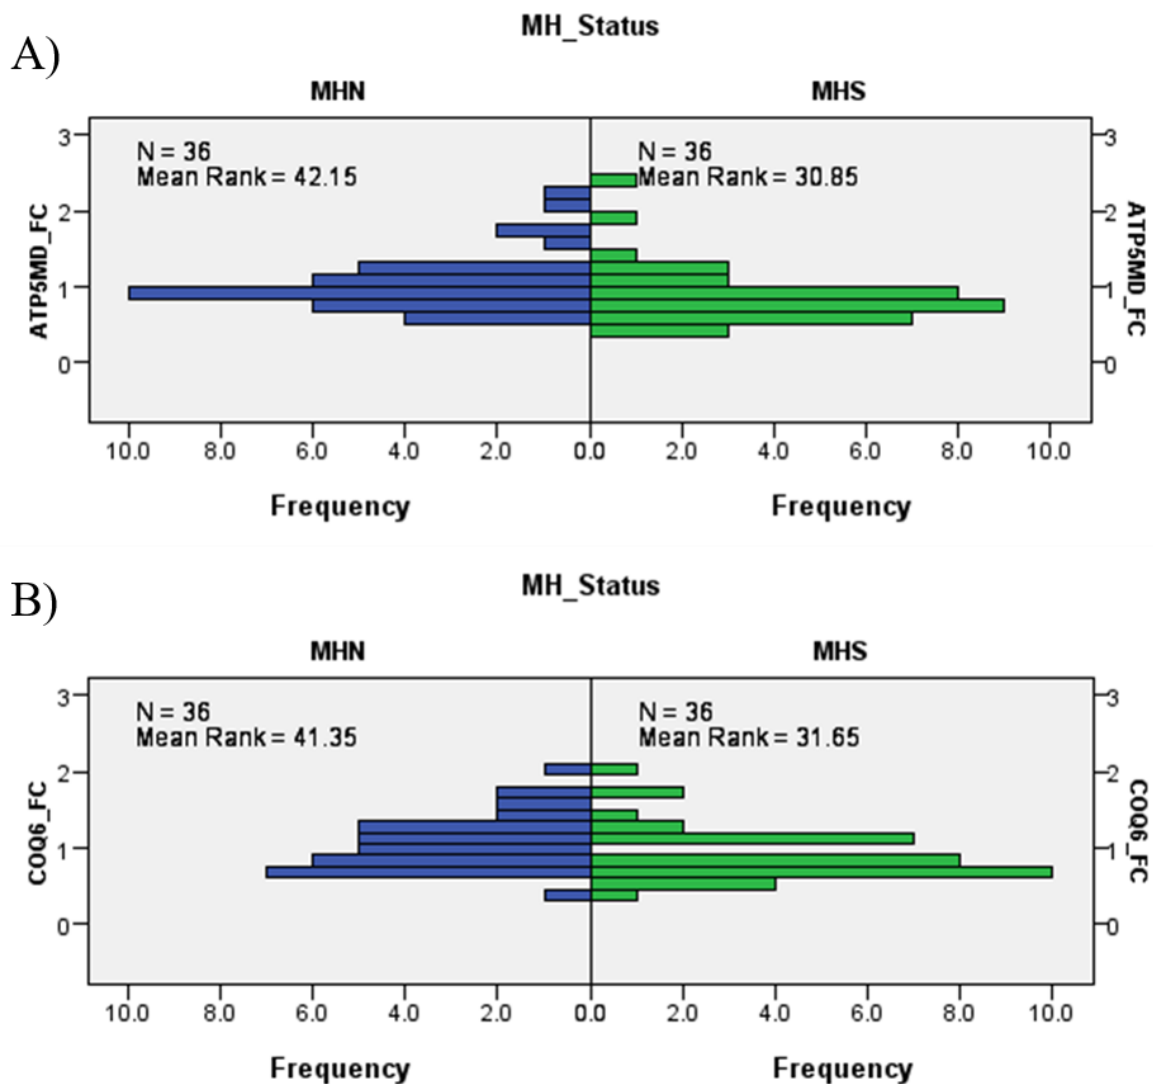 A)
MH_Status
MHN
MHS
N = 36
Mean Rank = 42.15
N = 36
Mean Rank = 30.85
ATP5MD_FC
3
2
1
0
3
2
1
0
ATP5MD_FC
10.0 8.0 6.0 4.0 2.0 0.0 2.0 4.0 6.0 8.0 10.0
Frequency
Frequency
B)
MH_Status
MHN
MHS
N = 36
Mean Rank = 41.35
N = 36
Mean Rank = 31.65
COQ6_FC
3
2
1
0
3
2
1
0
COQ6_FC
10.0 8.0 6.0 4.0 2.0 0.0 2.0 4.0 6.0 8.0 10.0
Frequency
Frequency